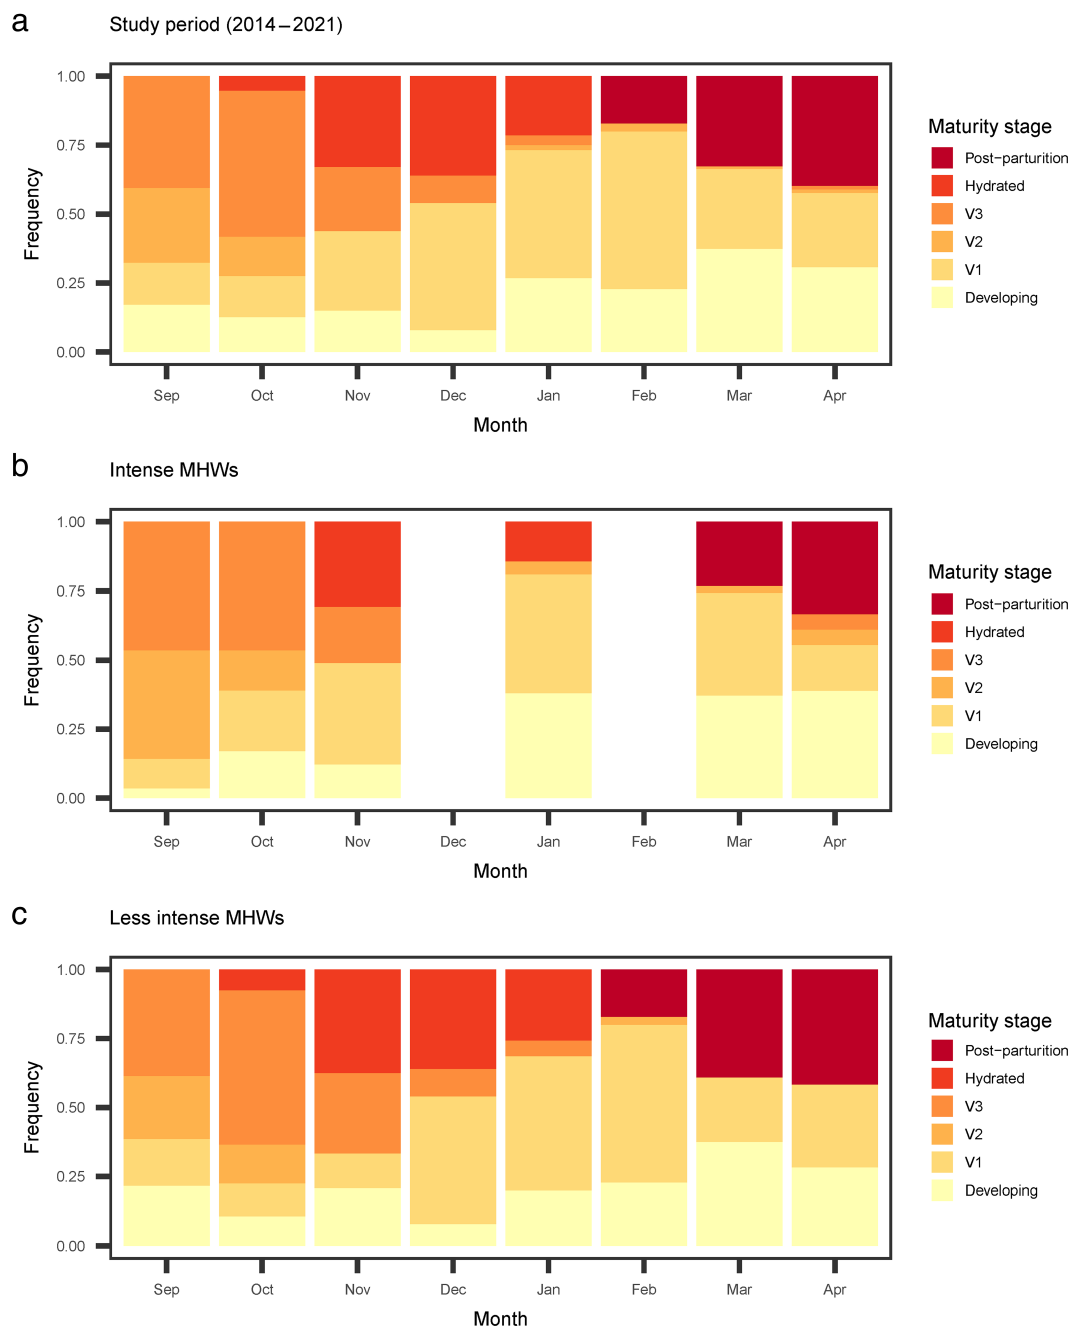 a
Study period (2014–2021)
1.00
0.75
0.50
0.25
0.00
Frequency
Sep Oct Nov Dec Jan Feb Mar Apr
Month
Maturity stage
Post-parturition
Hydrated
V3
V2
V1
Developing
b
Intense MHWs
1.00
0.75
0.50
0.25
0.00
Frequency
Sep Oct Nov Dec Jan Feb Mar Apr
Month
Maturity stage
Post-parturition
Hydrated
V3
V2
V1
Developing
c
Less intense MHWs
1.00
0.75
0.50
0.25
0.00
Frequency
Sep Oct Nov Dec Jan Feb Mar Apr
Month
Maturity stage
Post-parturition
Hydrated
V3
V2
V1
Developing